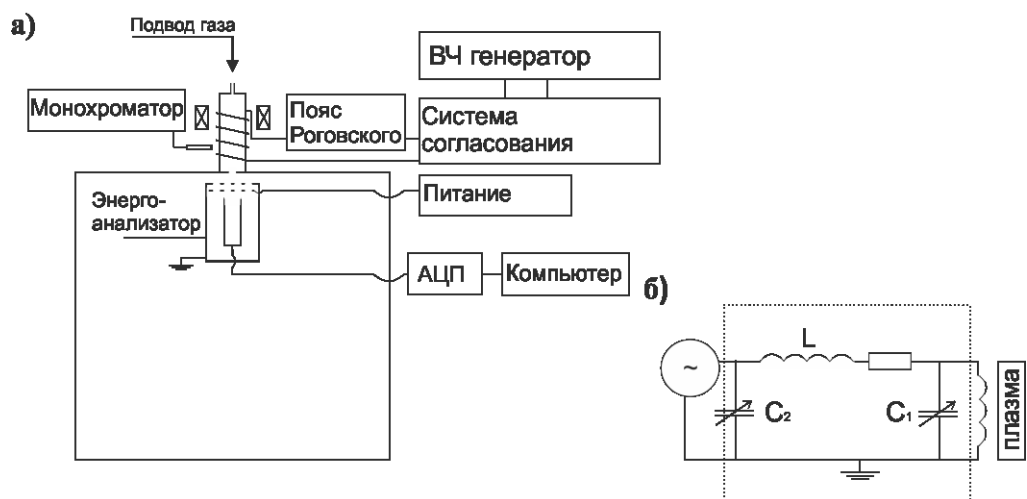 а)
Подвод газа
ВЧ генератор
Монохроматор
Пояс
Роговского
Система
согласования
Энерго-
анализатор
Питание
АЦП
Компьютер
б)
L
~
C₂
C₁
плазма